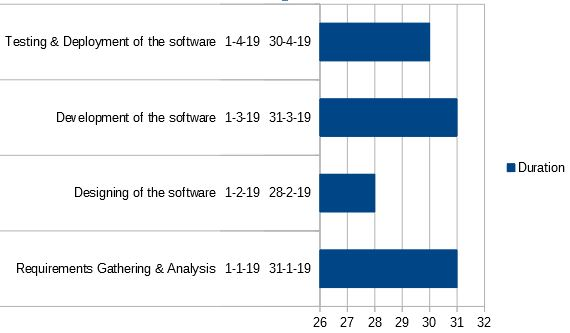 Testing & Deployment of the software 1-4-19 30-4-19
Development of the software 1-3-19 31-3-19
Designing of the software 1-2-19 28-2-19
Requirements Gathering & Analysis 1-1-19 31-1-19
Duration
26 27 28 29 30 31 32